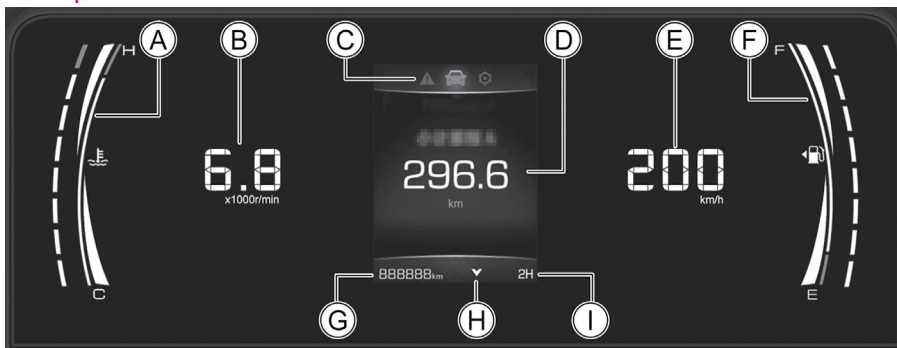 A B C D E F
H F
6.8
x1000r/min
296.6
km
200
km/h
888888km 2H
C E
G H I